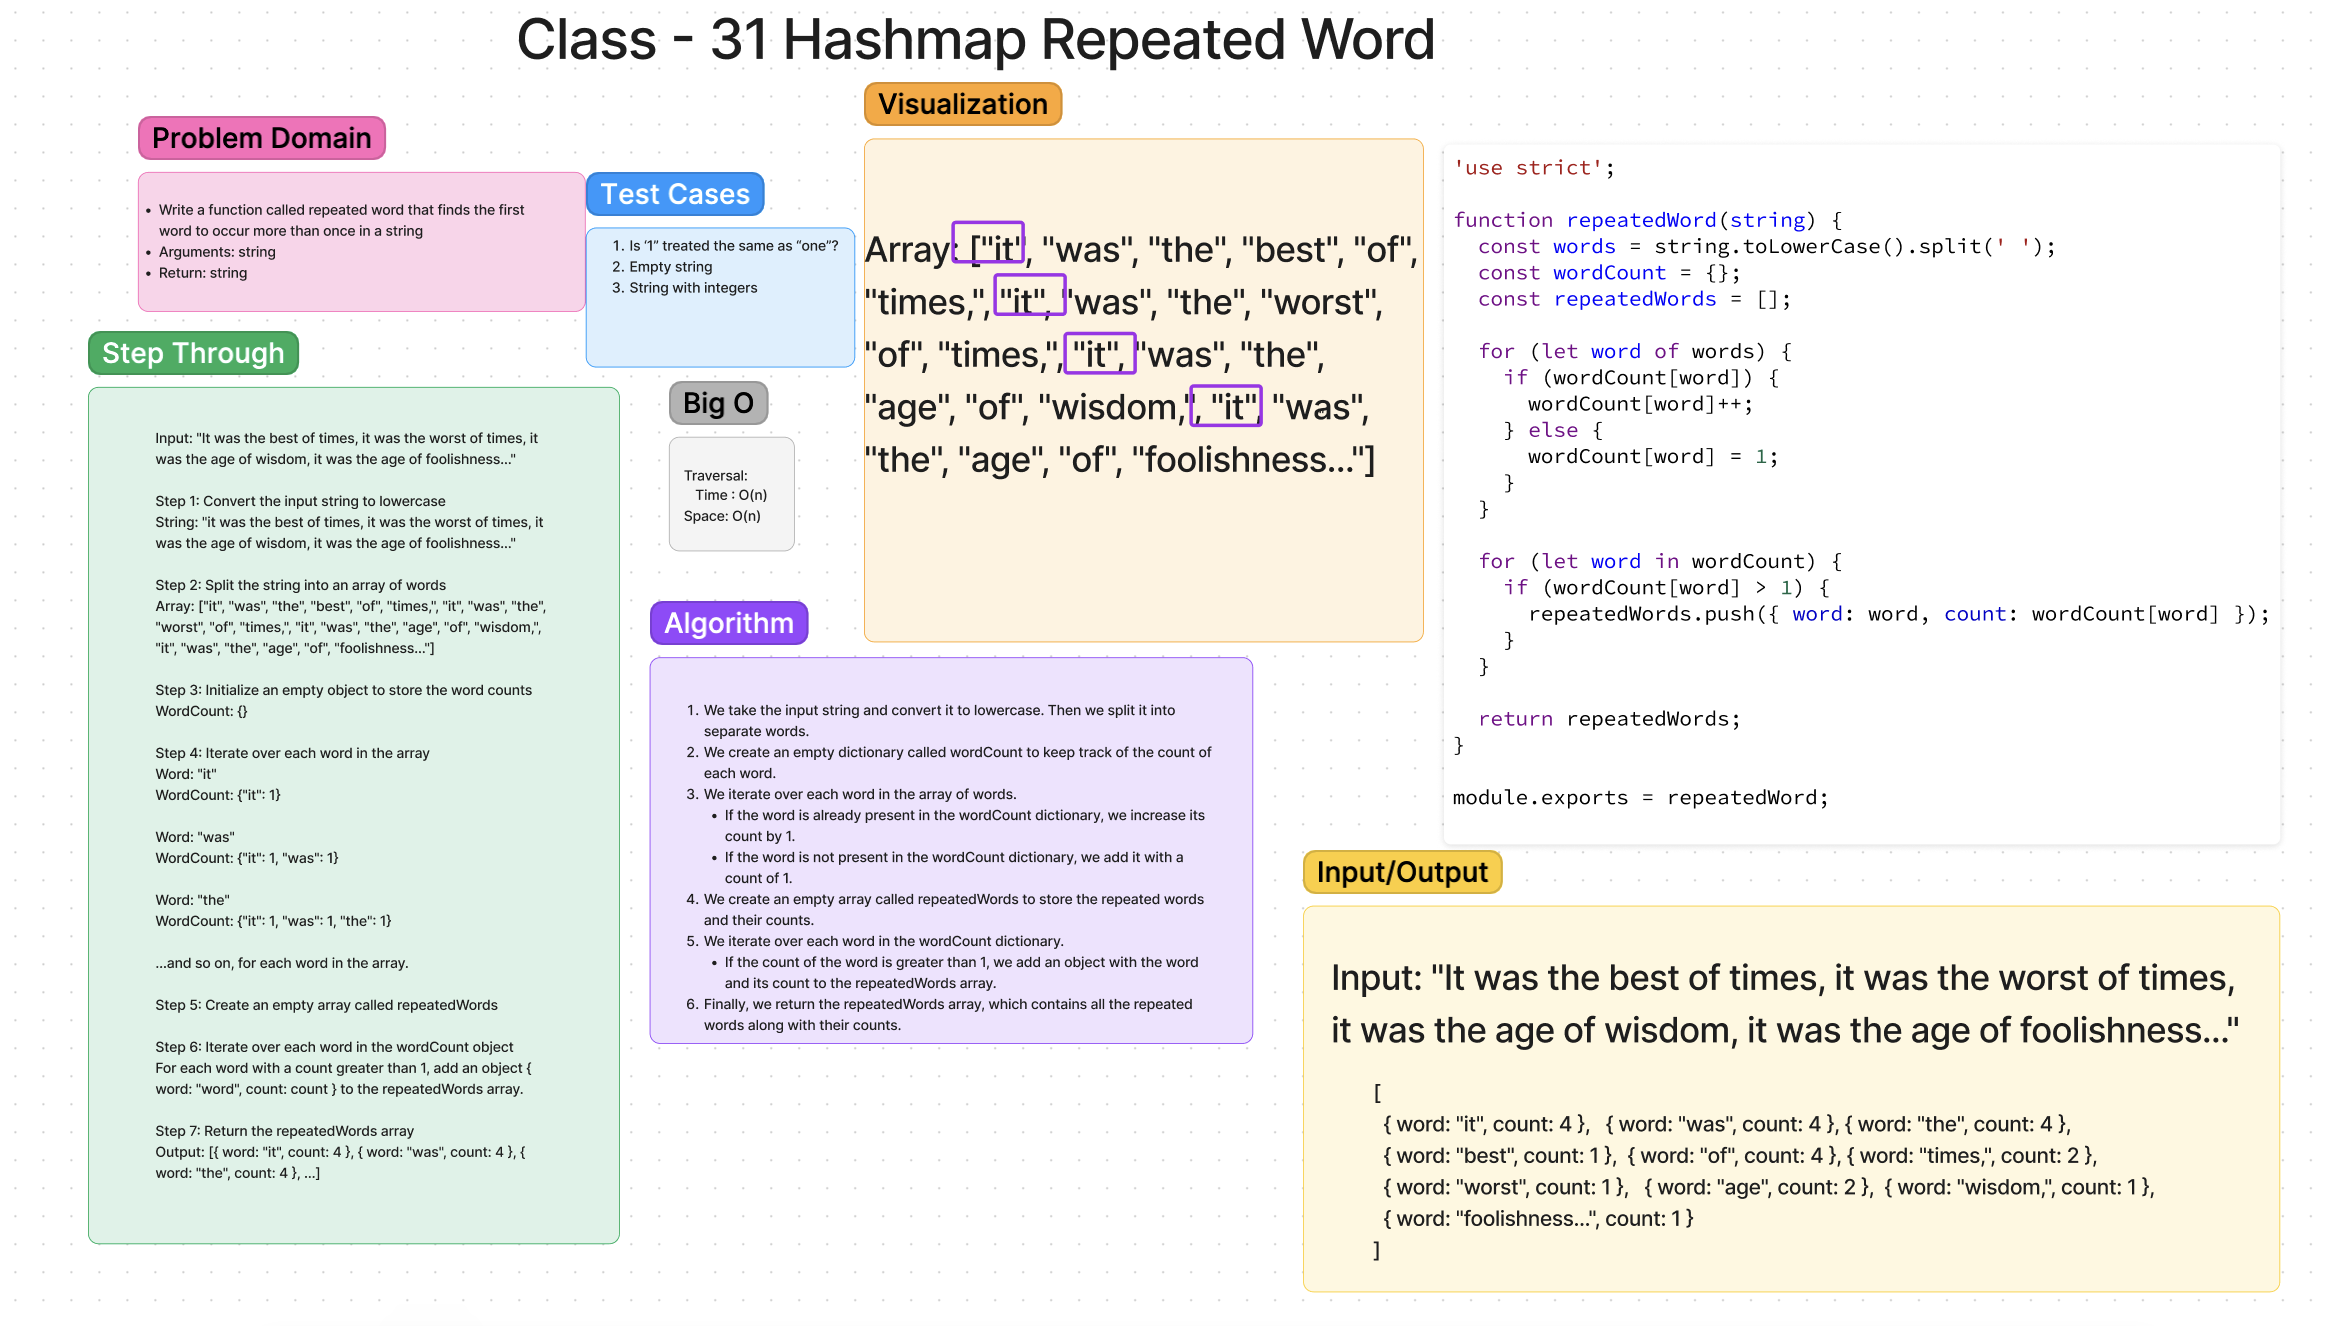 Class - 31 Hashmap Repeated Word
Problem Domain
• Write a function called repeated word that finds the first
word to occur more than once in a string
• Arguments: string
• Return: string
Test Cases
1. Is ‘1” treated the same as “one”?
2. Empty string
3. String with integers
Step Through
Input: "It was the best of times, it was the worst of times, it
was the age of wisdom, it was the age of foolishness..."
Step 1: Convert the input string to lowercase
String: "it was the best of times, it was the worst of times, it
was the age of wisdom, it was the age of foolishness..."
Step 2: Split the string into an array of words
Array: ["it", "was", "the", "best", "of", "times,", "it", "was", "the",
"worst", "of", "times,", "it", "was", "the", "age", "of", "wisdom,",
"it", "was", "the", "age", "of", "foolishness..."]
Step 3: Initialize an empty object to store the word counts
WordCount: {}
Step 4: Iterate over each word in the array
Word: "it"
WordCount: {"it": 1}
Word: "was"
WordCount: {"it": 1, "was": 1}
Word: "the"
WordCount: {"it": 1, "was": 1, "the": 1}
...and so on, for each word in the array.
Step 5: Create an empty array called repeatedWords
Step 6: Iterate over each word in the wordCount object
For each word with a count greater than 1, add an object {
word: "word", count: count } to the repeatedWords array.
Step 7: Return the repeatedWords array
Output: [{ word: "it", count: 4 }, { word: "was", count: 4 }, {
word: "the", count: 4 }, ...]
Big O
Traversal:
Time : O(n)
Space: O(n)
Algorithm
1. We take the input string and convert it to lowercase. Then we split it into
separate words.
2. We create an empty dictionary called wordCount to keep track of the count of
each word.
3. We iterate over each word in the array of words.
• If the word is already present in the wordCount dictionary, we increase its
count by 1.
• If the word is not present in the wordCount dictionary, we add it with a
count of 1.
4. We create an empty array called repeatedWords to store the repeated words
and their counts.
5. We iterate over each word in the wordCount dictionary.
• If the count of the word is greater than 1, we add an object with the word
and its count to the repeatedWords array.
6. Finally, we return the repeatedWords array, which contains all the repeated
words along with their counts.
Visualization
Array: ["it", "was", "the", "best", "of",
"times,", "it", "was", "the", "worst",
"of", "times,", "it", "was", "the",
"age", "of", "wisdom,", "it", "was",
"the", "age", "of", "foolishness..."]
'use strict';
function repeatedWord(string) {
const words = string.toLowerCase().split(' ');
const wordCount = {};
const repeatedWords = [];
for (let word of words) {
if (wordCount[word]) {
wordCount[word]++;
} else {
wordCount[word] = 1;
}
}
for (let word in wordCount) {
if (wordCount[word] > 1) {
repeatedWords.push({ word: word, count: wordCount[word] });
}
}
return repeatedWords;
}
module.exports = repeatedWord;
Input/Output
Input: "It was the best of times, it was the worst of times,
it was the age of wisdom, it was the age of foolishness..."
[
{ word: "it", count: 4 }, { word: "was", count: 4 }, { word: "the", count: 4 },
{ word: "best", count: 1 }, { word: "of", count: 4 }, { word: "times,", count: 2 },
{ word: "worst", count: 1 }, { word: "age", count: 2 }, { word: "wisdom,", count: 1 },
{ word: "foolishness...", count: 1 }
]